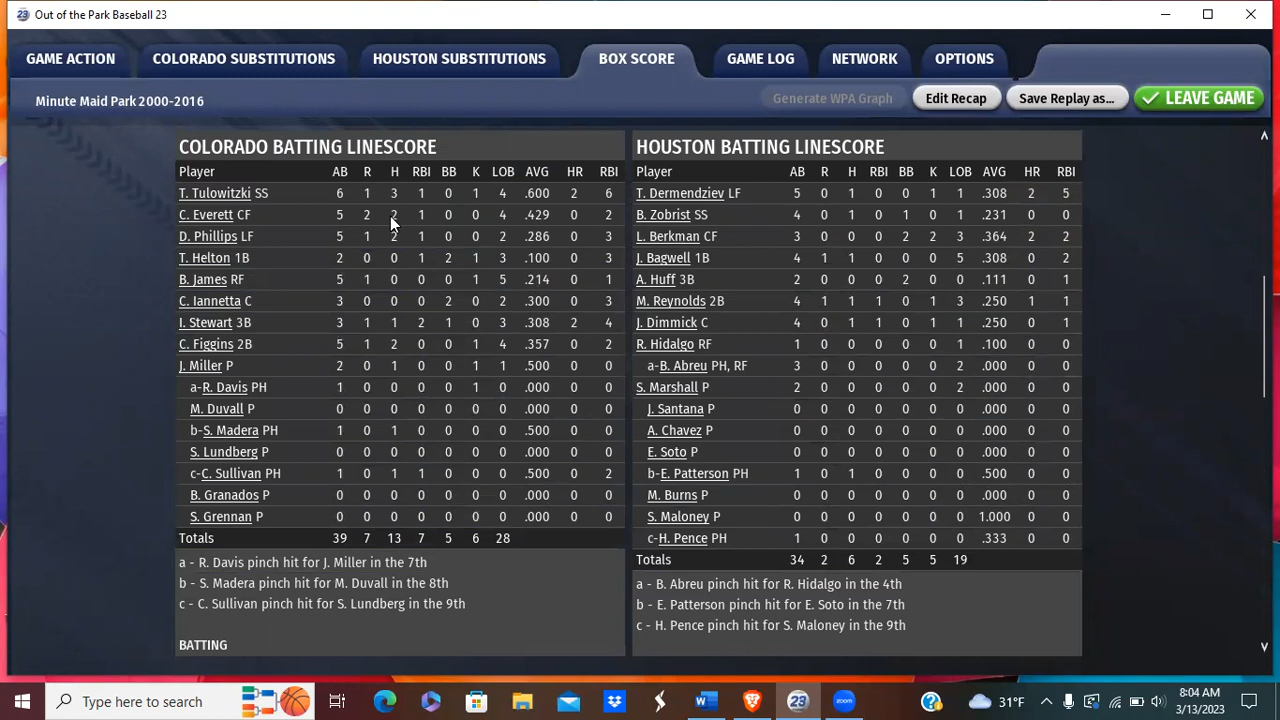 Out of the Park Baseball 23
GAME ACTION COLORADO SUBSTITUTIONS HOUSTON SUBSTITUTIONS BOX SCORE GAME LOG NETWORK OPTIONS
Minute Maid Park 2000-2016 Generate WPA Graph Edit Recap Save Replay as... LEAVE GAME
COLORADO BATTING LINESCORE
Player AB R H RBI BB K LOB AVG HR RBI
T. Tulowitzki SS 6 1 3 1 0 1 4 .600 2 6
C. Everett CF 5 2 2 1 0 0 4 .429 0 2
D. Phillips LF 5 1 2 1 0 0 2 .286 0 3
T. Helton 1B 2 0 0 1 2 1 3 .100 0 3
B. James RF 5 1 0 0 0 1 5 .214 0 1
C. Iannetta C 3 0 0 0 2 0 2 .300 0 3
I. Stewart 3B 3 1 1 2 1 0 3 .308 2 4
C. Figgins 2B 5 1 2 0 0 1 4 .357 0 2
J. Miller P 2 0 1 0 0 1 1 .500 0 0
a-R. Davis PH 1 0 0 0 0 1 0 .000 0 0
M. Duvall P 0 0 0 0 0 0 0 .000 0 0
b-S. Madera PH 1 0 1 0 0 0 0 .500 0 0
S. Lundberg P 0 0 0 0 0 0 0 .000 0 0
c-C. Sullivan PH 1 0 1 1 0 0 0 .500 0 2
B. Granados P 0 0 0 0 0 0 0 .000 0 0
S. Grennan P 0 0 0 0 0 0 0 .000 0 0
Totals 39 7 13 7 5 6 28
a - R. Davis pinch hit for J. Miller in the 7th
b - S. Madera pinch hit for M. Duvall in the 8th
c - C. Sullivan pinch hit for S. Lundberg in the 9th
BATTING
HOUSTON BATTING LINESCORE
Player AB R H RBI BB K LOB AVG HR RBI
T. Dermendziev LF 5 0 1 0 0 1 1 .308 2 5
B. Zobrist SS 4 0 1 0 1 0 1 .231 0 0
L. Berkman CF 3 0 0 0 2 2 3 .364 2 2
J. Bagwell 1B 4 1 1 0 0 0 5 .308 0 2
A. Huff 3B 2 0 0 0 2 0 0 .111 0 1
M. Reynolds 2B 4 1 1 1 0 1 3 .250 1 1
J. Dimmick C 4 0 1 1 0 1 1 .250 0 1
R. Hidalgo RF 1 0 0 0 0 0 1 .100 0 0
a-B. Abreu PH, RF 3 0 0 0 0 0 2 .000 0 0
S. Marshall P 2 0 0 0 0 0 2 .000 0 0
J. Santana P 0 0 0 0 0 0 0 .000 0 0
A. Chavez P 0 0 0 0 0 0 0 .000 0 0
E. Soto P 0 0 0 0 0 0 0 .000 0 0
b-E. Patterson PH 1 0 1 0 0 0 0 .500 0 0
M. Burns P 0 0 0 0 0 0 0 .000 0 0
S. Maloney P 0 0 0 0 0 0 0 1.000 0 0
c-H. Pence PH 1 0 0 0 0 0 0 .333 0 0
Totals 34 2 6 2 5 5 19
a - B. Abreu pinch hit for R. Hidalgo in the 4th
b - E. Patterson pinch hit for E. Soto in the 7th
c - H. Pence pinch hit for S. Maloney in the 9th
Type here to search 23 zoom 31°F 8:04 AM
3/13/2023